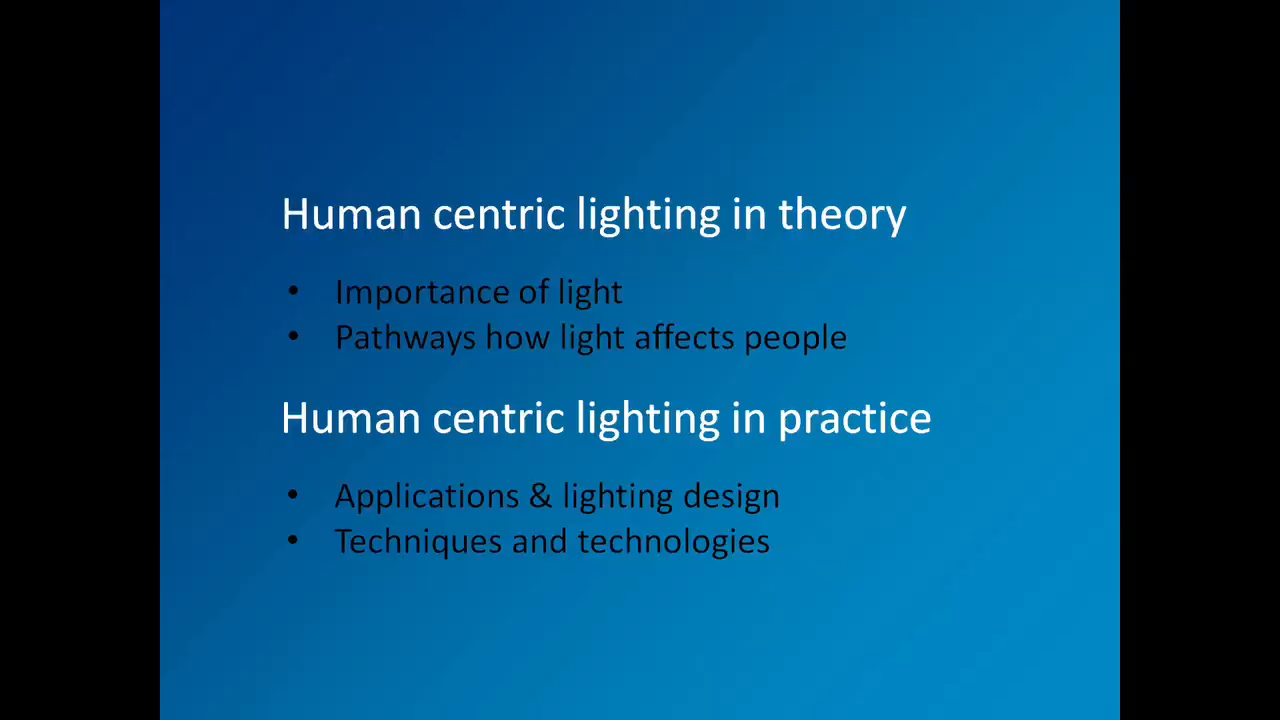 Human centric lighting in theory
• Importance of light
• Pathways how light affects people
Human centric lighting in practice
• Applications & lighting design
• Techniques and technologies